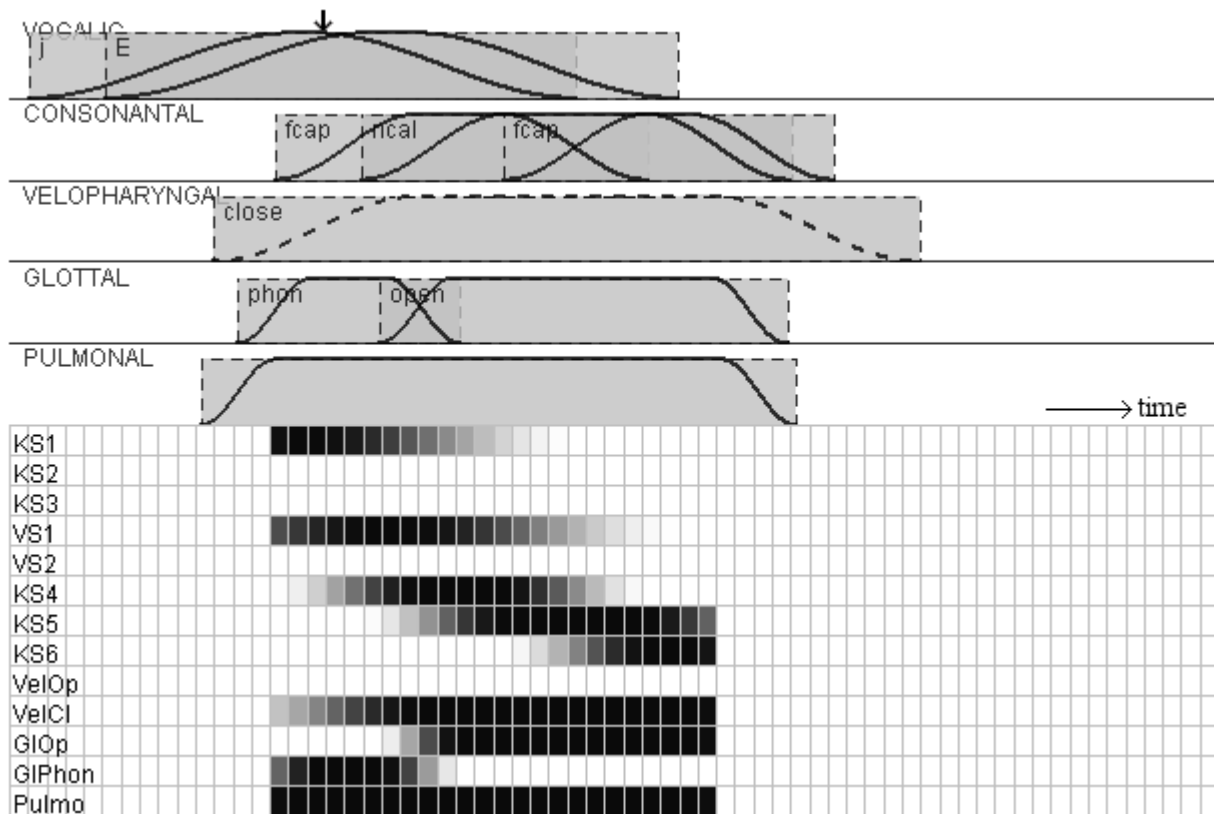 VOCALIC
j E
CONSONANTAL
fcap ncal fcap
VELOPHARYNGAL
close
GLOTTAL
phon open
PULMONAL
time
KS1
KS2
KS3
VS1
VS2
KS4
KS5
KS6
VelOp
VelCl
GlOp
GlPhon
Pulmo